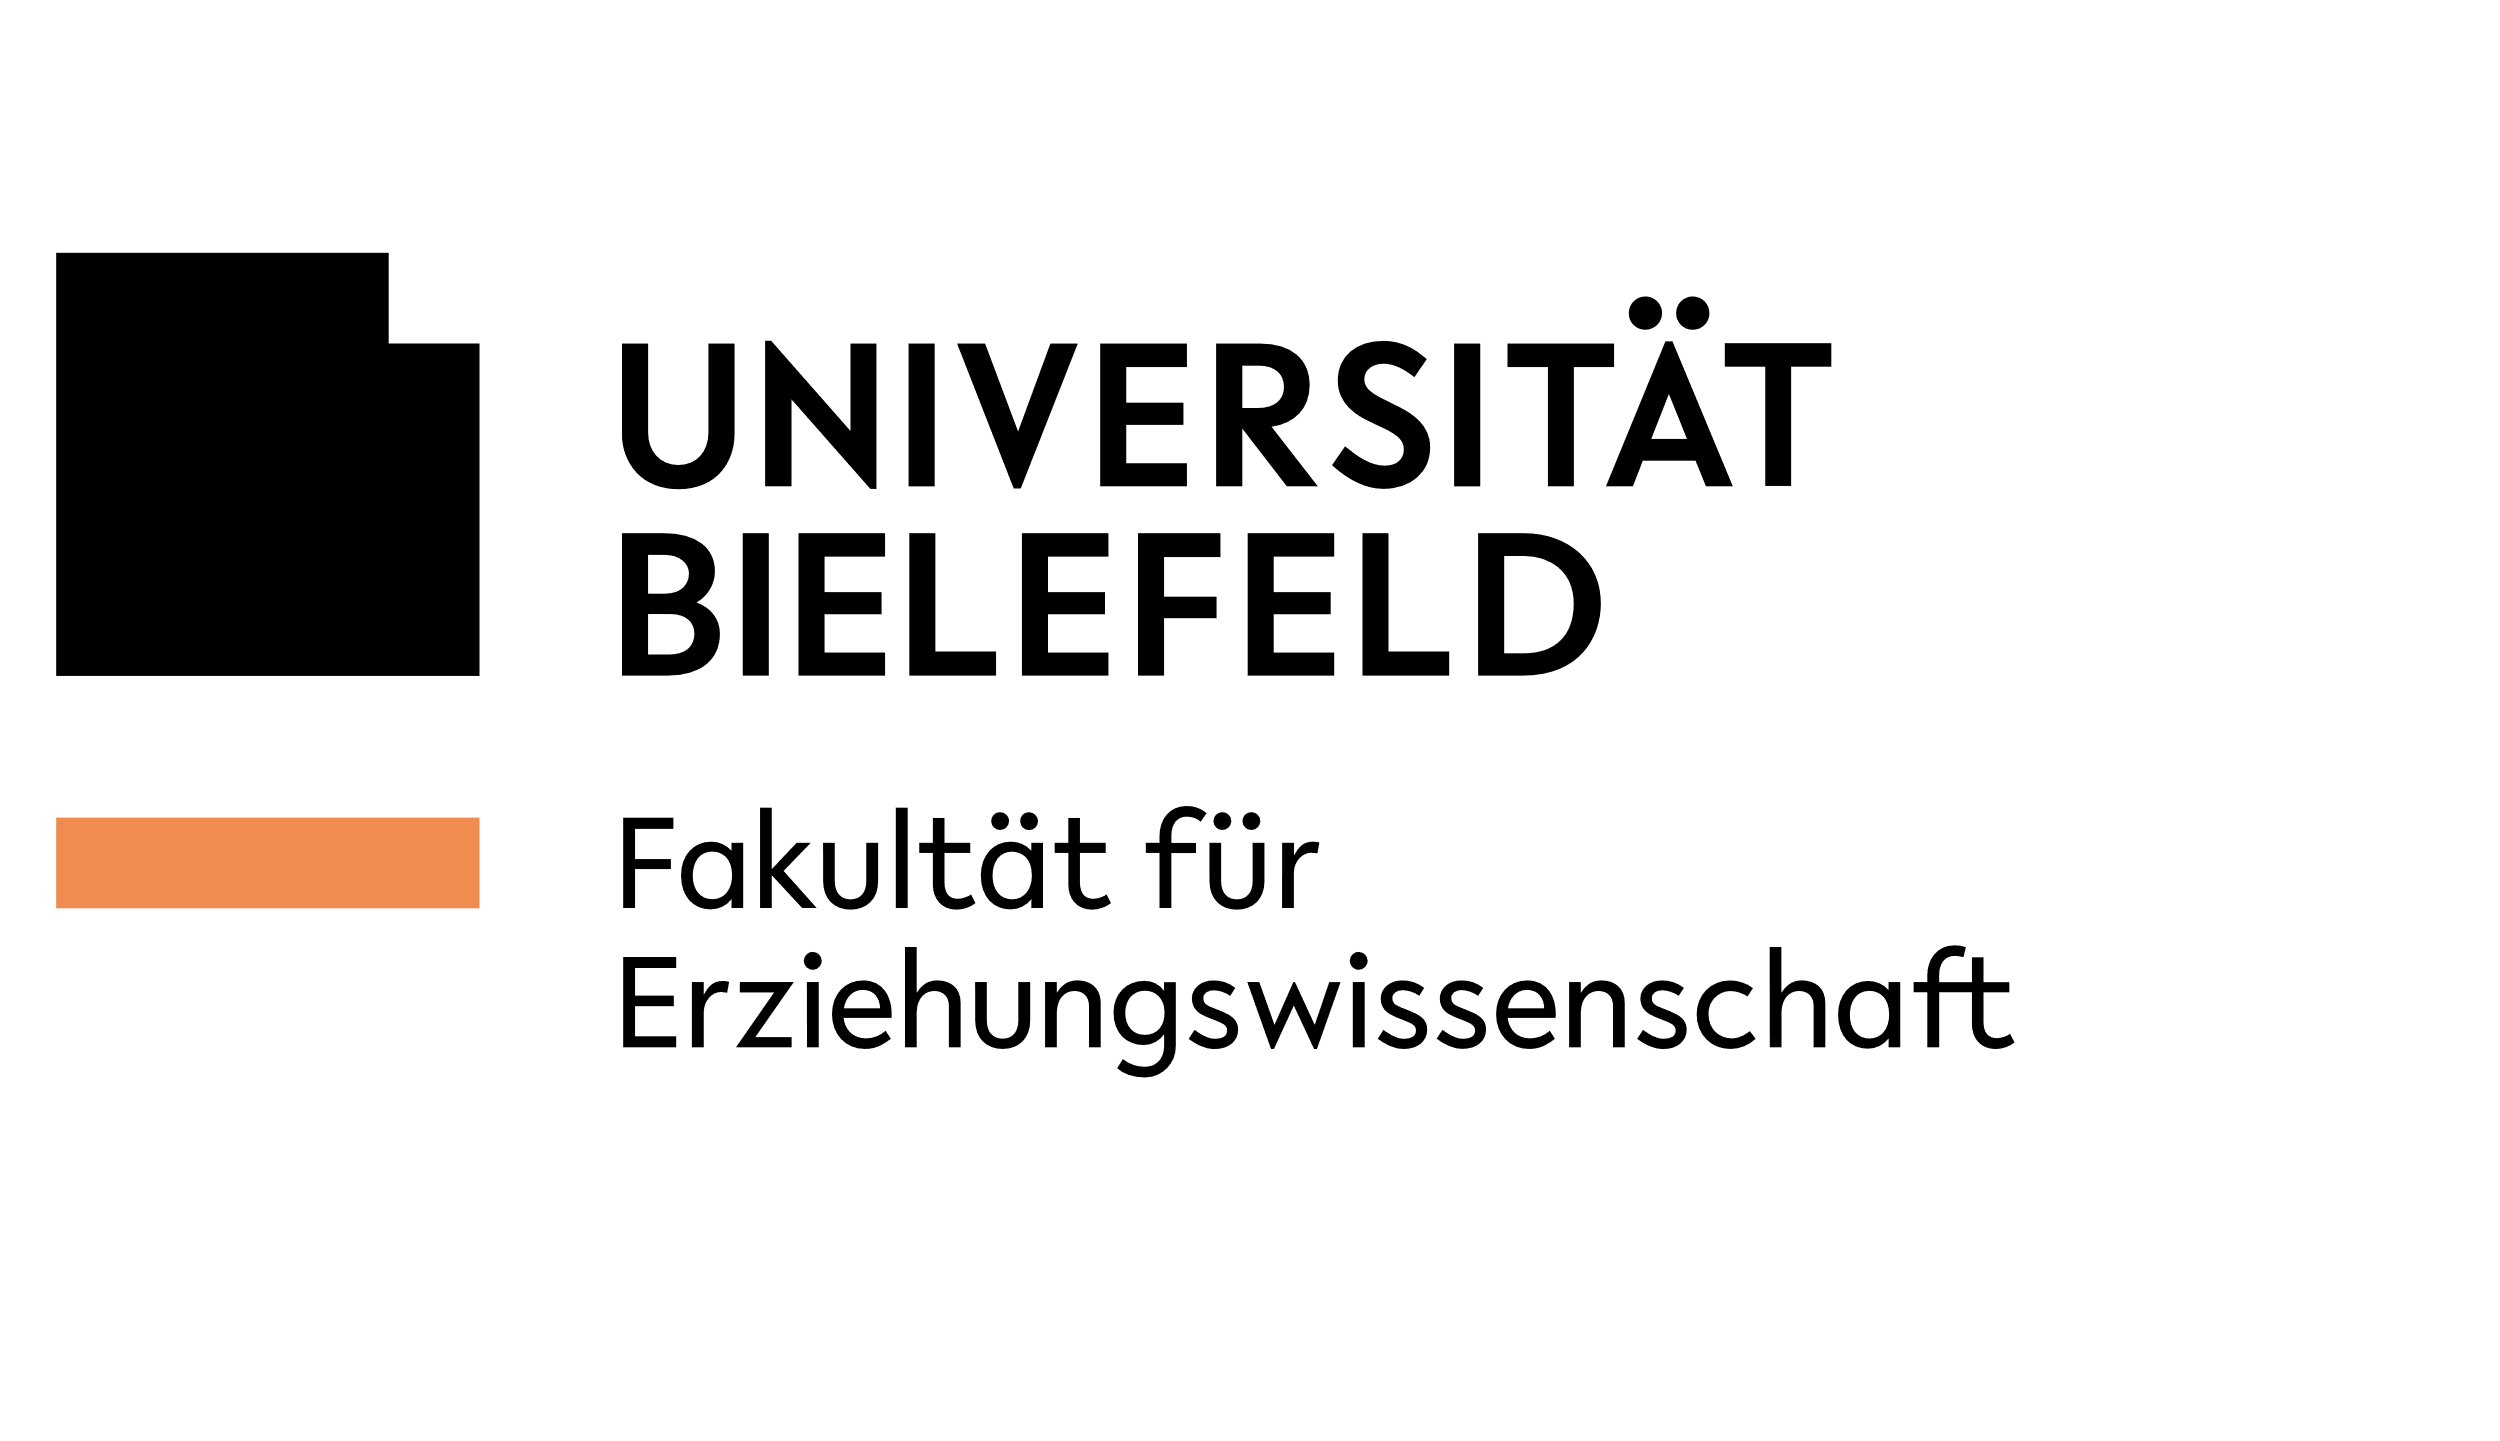 UNIVERSITÄT
BIELEFELD
Fakultät für
Erziehungswissenschaft